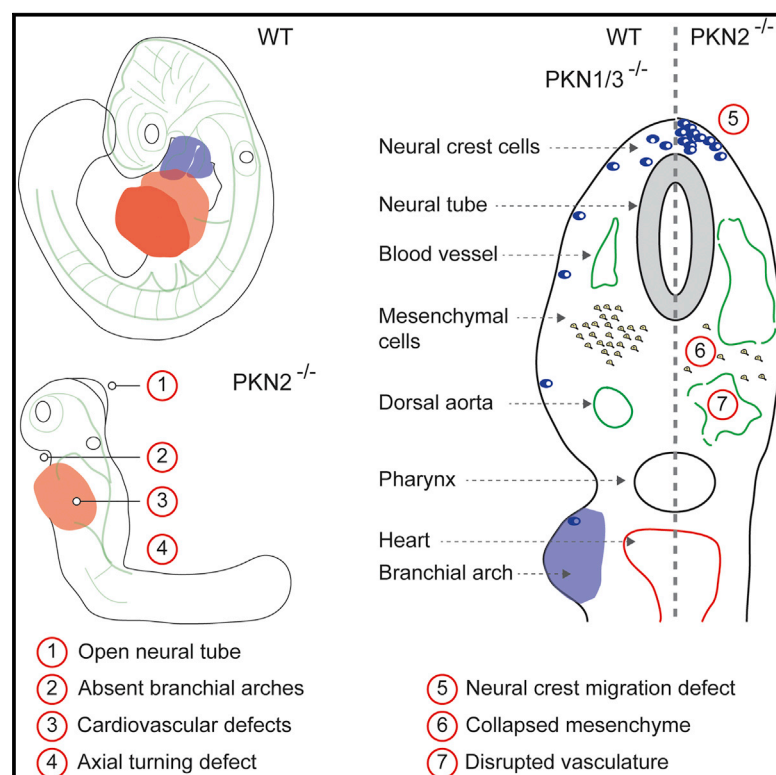 WT
WT
PKN2-/-
PKN1/3-/-
5
Neural crest cells
Neural tube
Blood vessel
Mesenchymal
cells
6
Dorsal aorta
7
Pharynx
Heart
Branchial arch
1
PKN2-/-
2
3
4
1 Open neural tube
2 Absent branchial arches
3 Cardiovascular defects
4 Axial turning defect
5 Neural crest migration defect
6 Collapsed mesenchyme
7 Disrupted vasculature